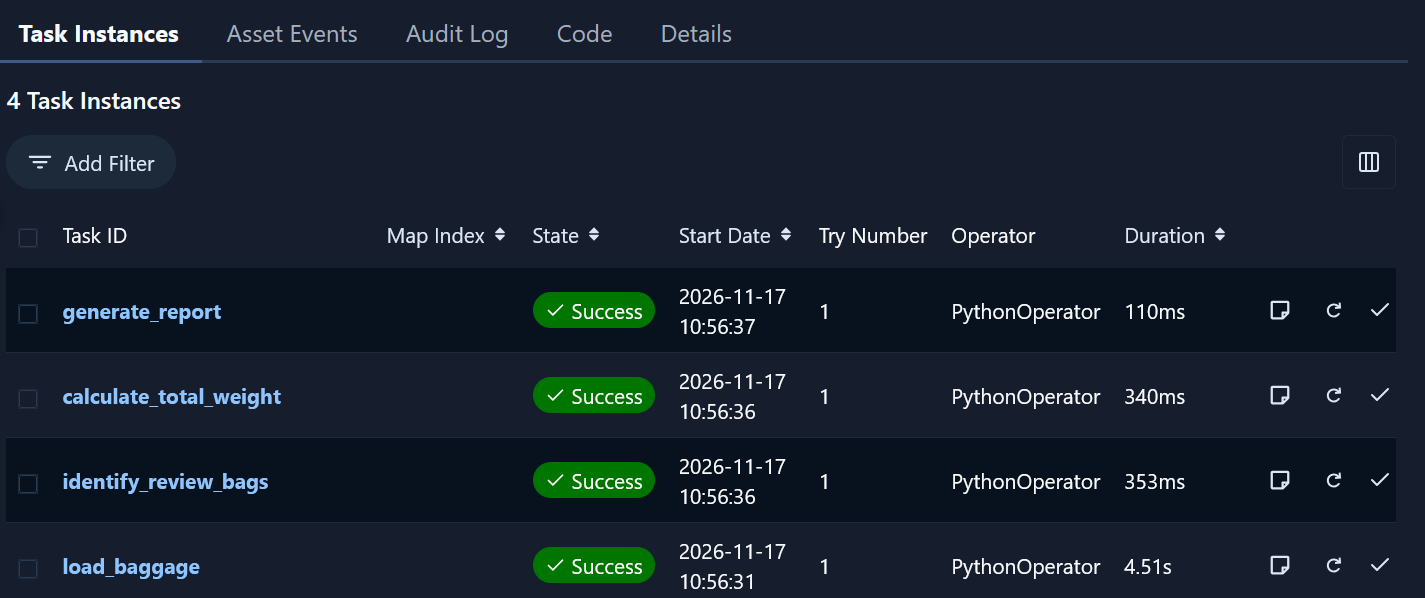 Task Instances Asset Events Audit Log Code Details
4 Task Instances
Add Filter
Task ID Map Index State Start Date Try Number Operator Duration
generate_report Success 2026-11-17 10:56:37 1 PythonOperator 110ms
calculate_total_weight Success 2026-11-17 10:56:36 1 PythonOperator 340ms
identify_review_bags Success 2026-11-17 10:56:36 1 PythonOperator 353ms
load_baggage Success 2026-11-17 10:56:31 1 PythonOperator 4.51s